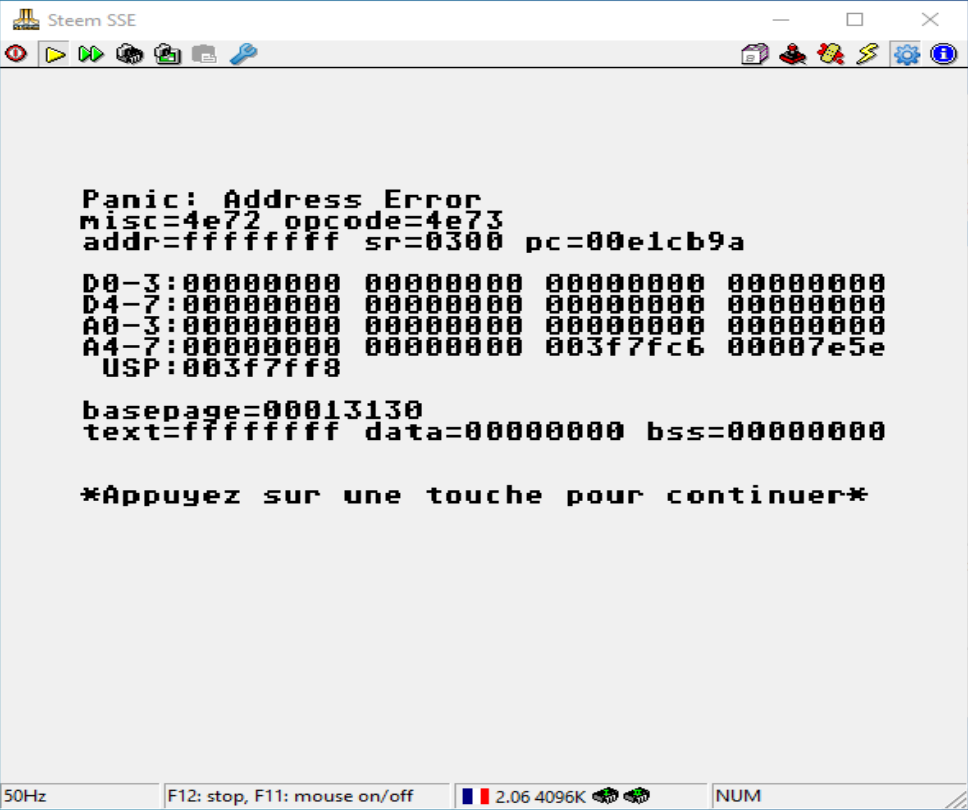 Steem SSE
Panic: Address Error
misc=4e72 opcode=4e73
addr=ffffffff sr=0300 pc=00e1cb9a
D0-3:00000000 00000000 00000000 00000000
D4-7:00000000 00000000 00000000 00000000
A0-3:00000000 00000000 00000000 00000000
A4-7:00000000 00000000 003f7fc6 00007e5e
USP:003f7ff8
basepage=00013130
text=ffffffff data=00000000 bss=00000000
*Appuyez sur une touche pour continuer*
50Hz F12: stop, F11: mouse on/off 2.06 4096K NUM